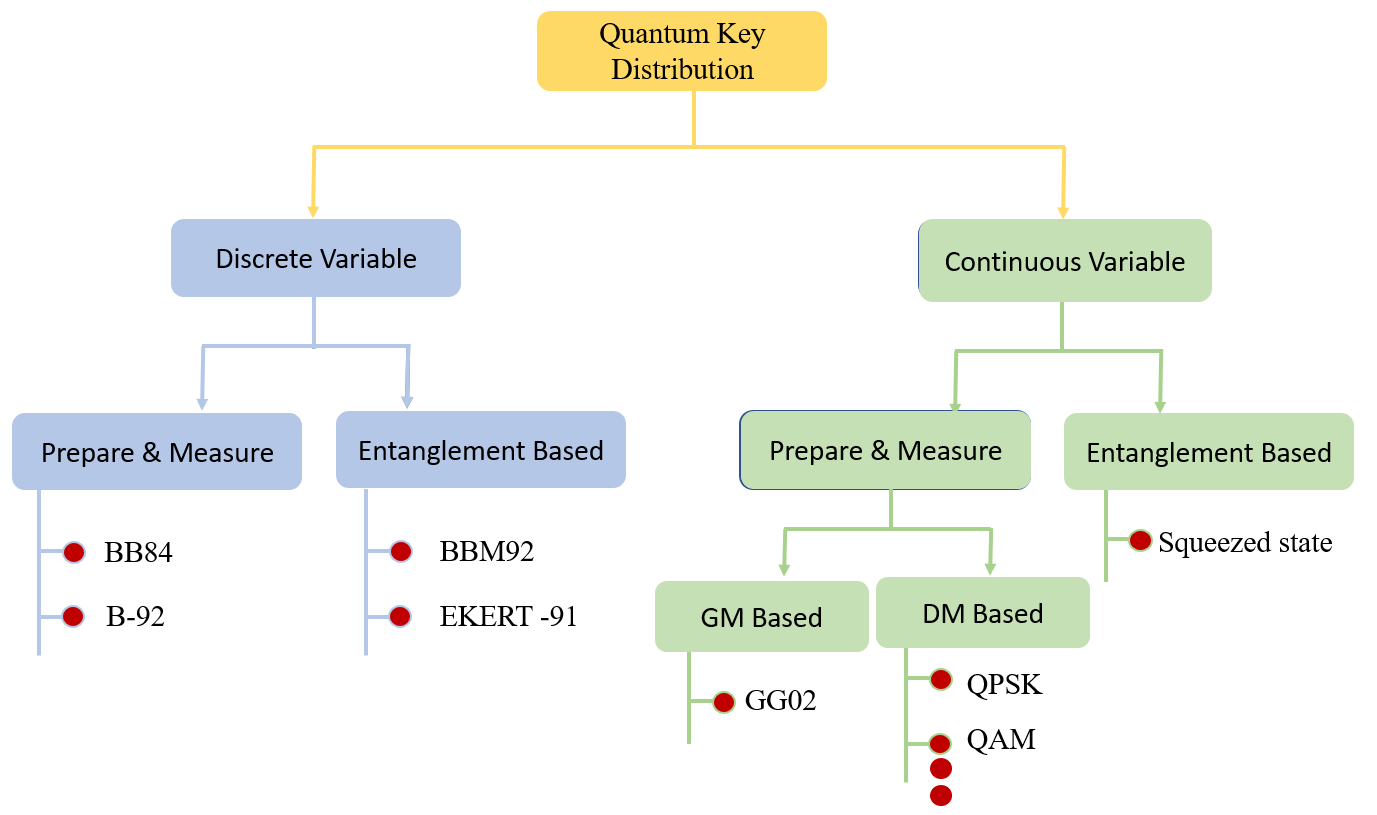 Quantum Key
Distribution
Discrete Variable
Continuous Variable
Prepare & Measure
Entanglement Based
Prepare & Measure
Entanglement Based
BB84
B-92
BBM92
EKERT -91
Squeezed state
GM Based
DM Based
GG02
QPSK
QAM